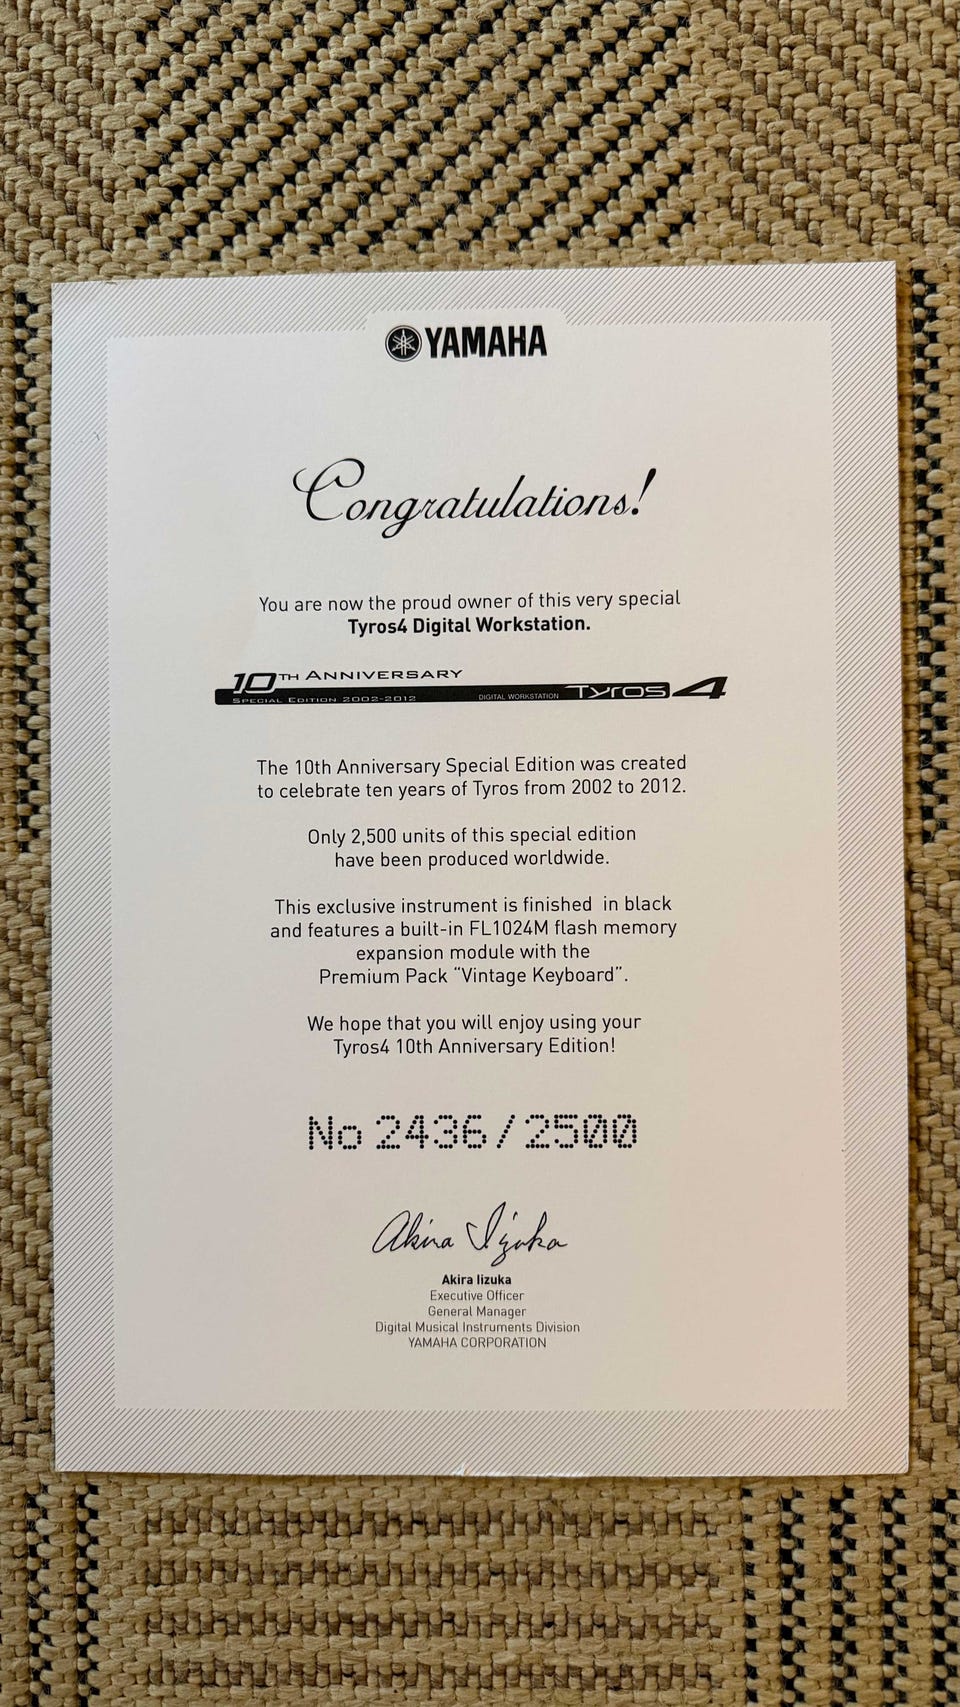 YAMAHA
Congratulations!
You are now the proud owner of this very special
Tyros4 Digital Workstation.
10TH ANNIVERSARY
SPECIAL EDITION 2002-2012 DIGITAL WORKSTATION Tyros 4
The 10th Anniversary Special Edition was created
to celebrate ten years of Tyros from 2002 to 2012.
Only 2,500 units of this special edition
have been produced worldwide.
This exclusive instrument is finished in black
and features a built-in FL1024M flash memory
expansion module with the
Premium Pack “Vintage Keyboard”.
We hope that you will enjoy using your
Tyros4 10th Anniversary Edition!
No 2436/2500
Akira Iizuka
Akira Iizuka
Executive Officer
General Manager
Digital Musical Instruments Division
YAMAHA CORPORATION